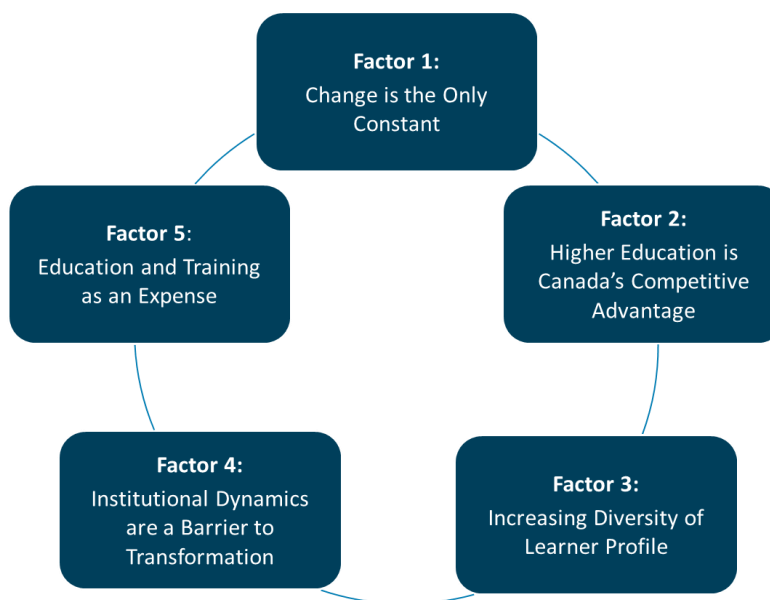 Factor 1:
Change is the Only
Constant
Factor 2:
Higher Education is
Canada’s Competitive
Advantage
Factor 3:
Increasing Diversity of
Learner Profile
Factor 4:
Institutional Dynamics
are a Barrier to
Transformation
Factor 5:
Education and Training
as an Expense